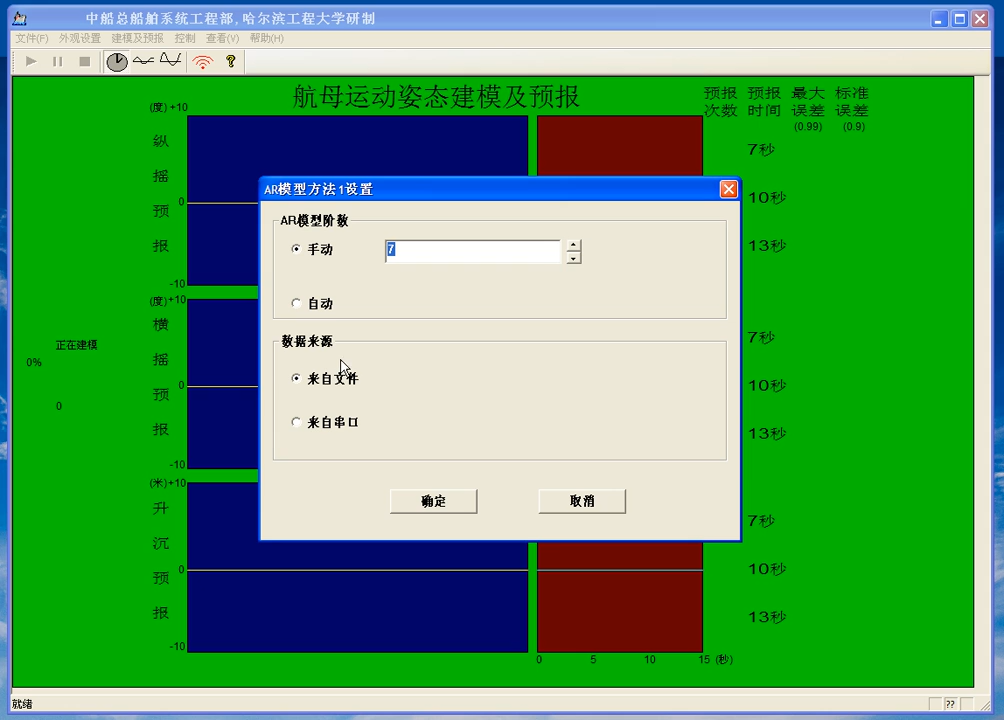 中船总船舶系统工程部,哈尔滨工程大学研制
文件(F) 外观设置 建模及预报 控制 查看(V) 帮助(H)
航母运动姿态建模及预报
预报次数 预报时间 最大误差 标准误差
(0.99) (0.9)
(度) +10
纵摇预报
0
-10
7秒
10秒
13秒
AR模型方法1设置
AR模型阶数
手动 7
自动
数据来源
来自文件
来自串口
确定 取消
(度)+10
横摇预报
0
-10
正在建模
0%
0
7秒
10秒
13秒
(米)+10
升沉预报
0
-10
7秒
10秒
13秒
0 5 10 15 (秒)
就绪 ??